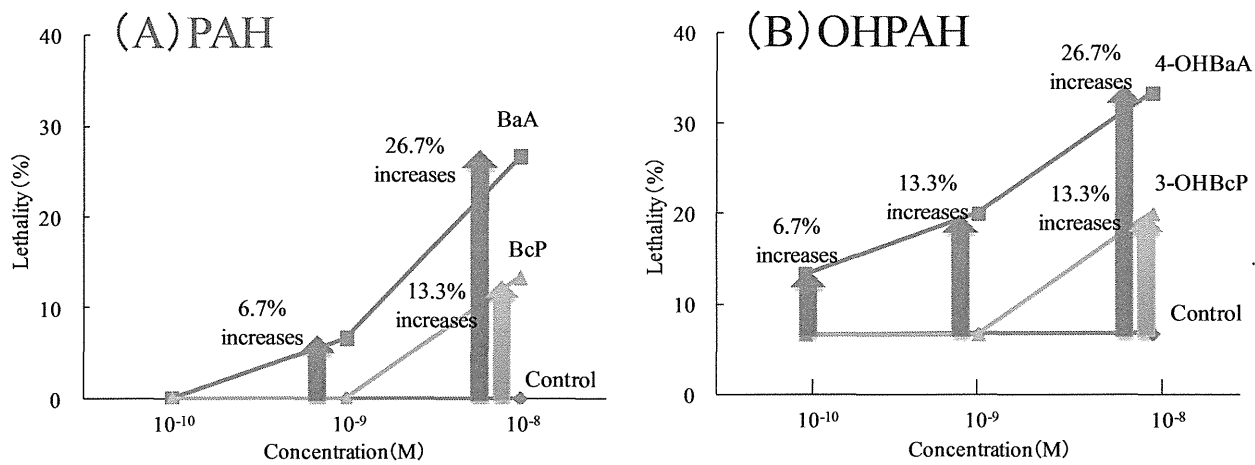 (A)PAH
40
30
20
10
0
Lethality(%)
BaA
26.7%
increases
BcP
6.7%
increases
13.3%
increases
Control
10-10
10-9
10-8
Concentration(M)
(B)OHPAH
40
30
20
10
0
Lethality(%)
26.7%
increases
4-OHBaA
13.3%
increases
13.3%
increases
3-OHBcP
6.7%
increases
Control
10-10
10-9
10-8
Concentration(M)